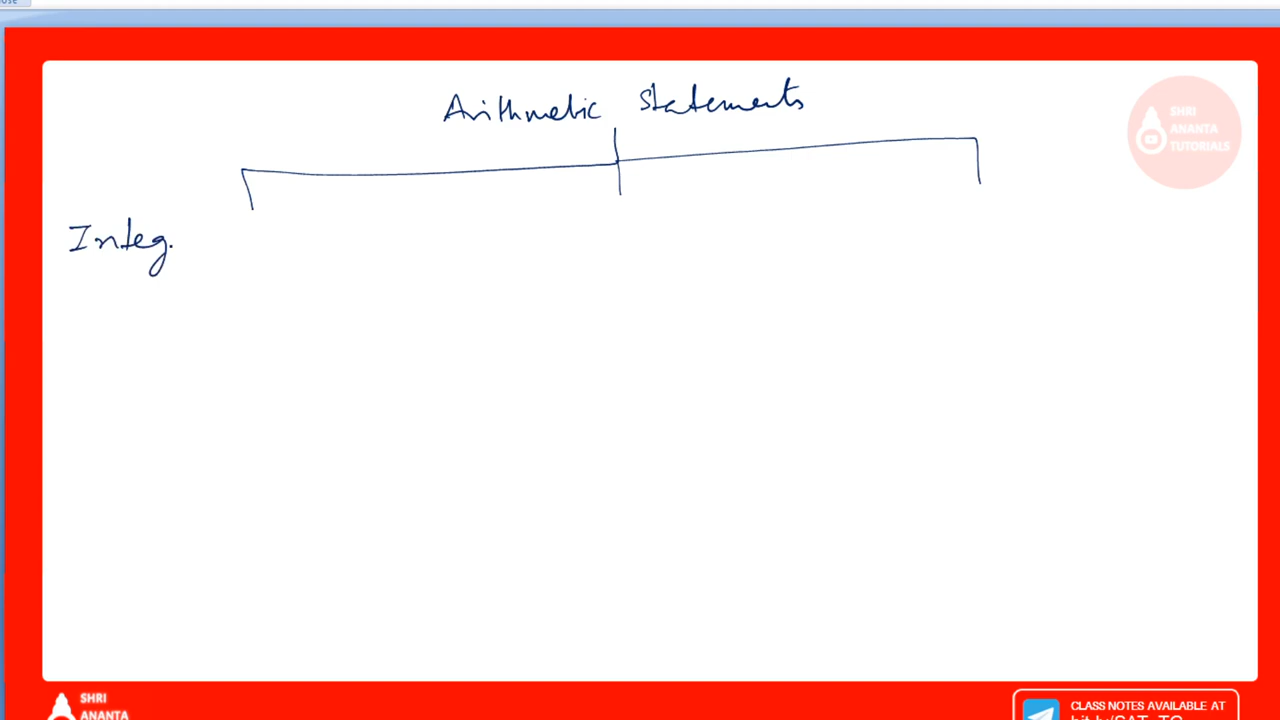 Arithmetic Statements
SHRI
ANANTA
TUTORIALS
Integ.
SHRI
ANANTA
CLASS NOTES AVAILABLE AT